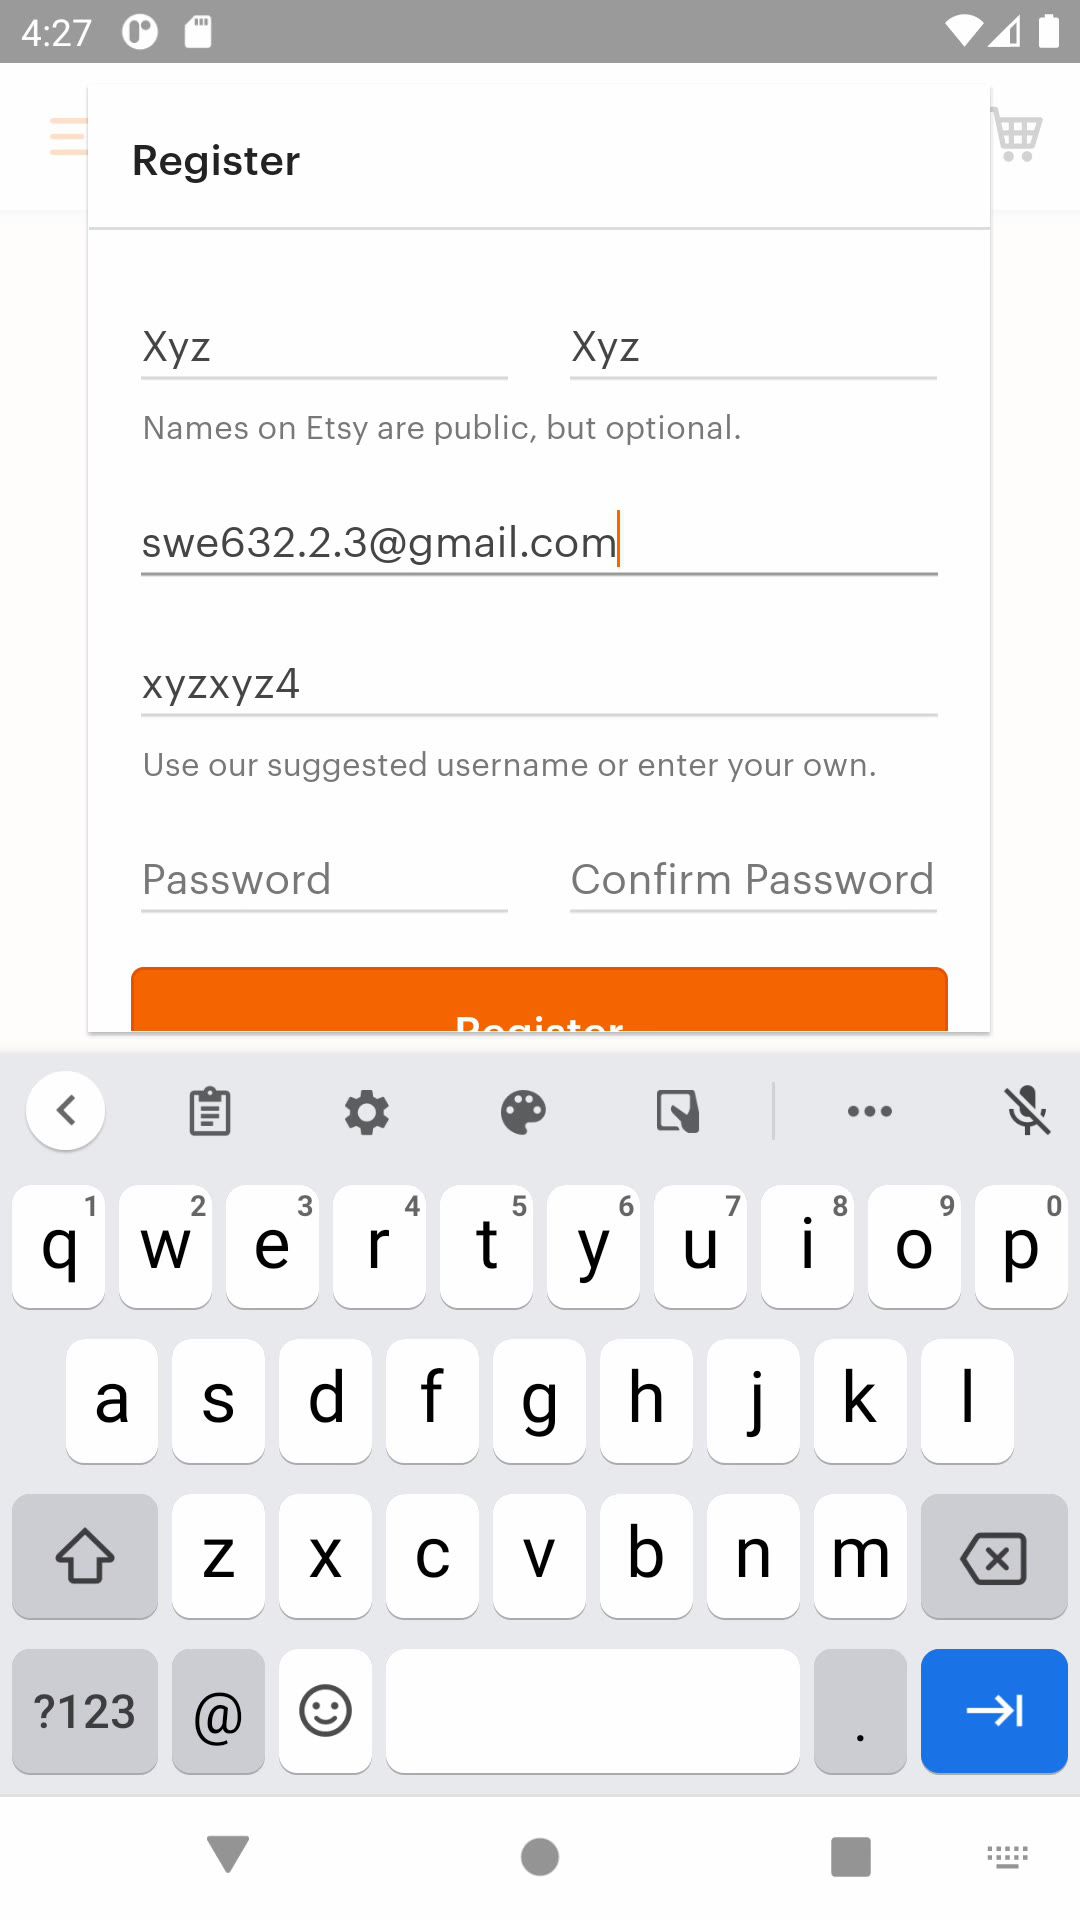 4:27
Register
Xyz Xyz
Names on Etsy are public, but optional.
swe632.2.3@gmail.com
xyzxyz4
Use our suggested username or enter your own.
Password Confirm Password
Register
1 2 3 4 5 6 7 8 9 0
q w e r t y u i o p
a s d f g h j k l
z x c v b n m
?123 @ .